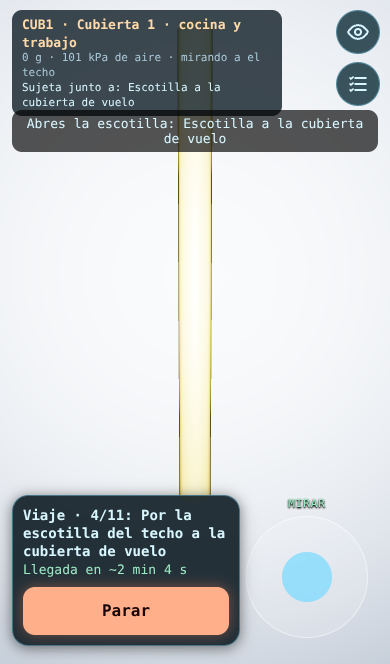 CUB1 · Cubierta 1 · cocina y
trabajo
0 g · 101 kPa de aire · mirando a el
techo
Sujeta junto a: Escotilla a la
cubierta de vuelo
Abres la escotilla: Escotilla a la cubierta
de vuelo
MIRAR
Viaje · 4/11: Por la
escotilla del techo a la
cubierta de vuelo
Llegada en ~2 min 4 s
Parar